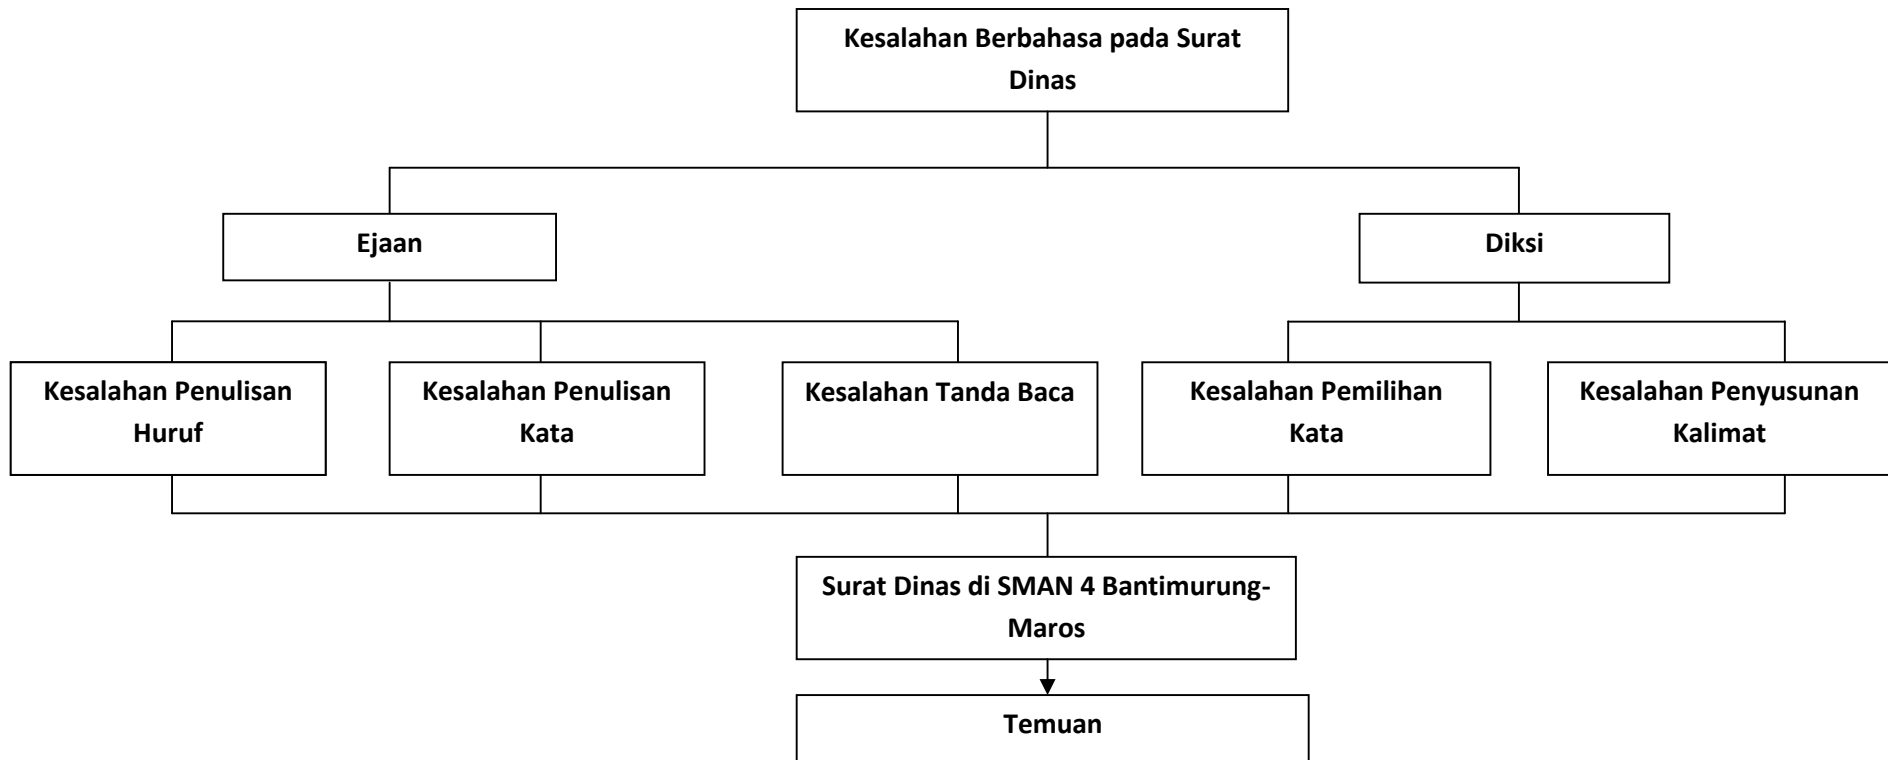 Kesalahan Berbahasa pada Surat
Dinas
Ejaan
Diksi
Kesalahan Penulisan
Huruf
Kesalahan Penulisan
Kata
Kesalahan Tanda Baca
Kesalahan Pemilihan
Kata
Kesalahan Penyusunan
Kalimat
Surat Dinas di SMAN 4 Bantimurung-
Maros
Temuan